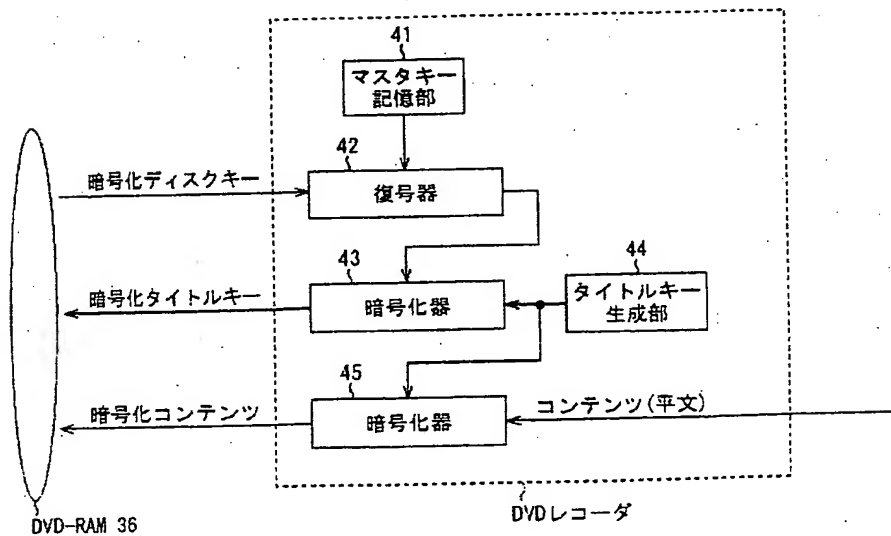 41
マスタキー
記憶部
42
暗号化ディスクキー
復号器
43
44
暗号化タイトルキー
暗号化器
タイトルキー
生成部
45
暗号化コンテンツ
暗号化器
コンテンツ(平文)
DVD-RAM 36
DVDレコーダ